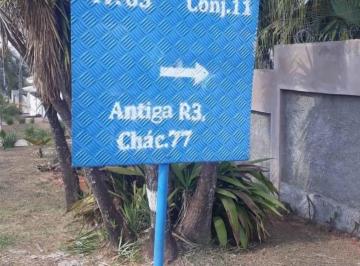 Conj.11
Antiga R3,
Chác.77